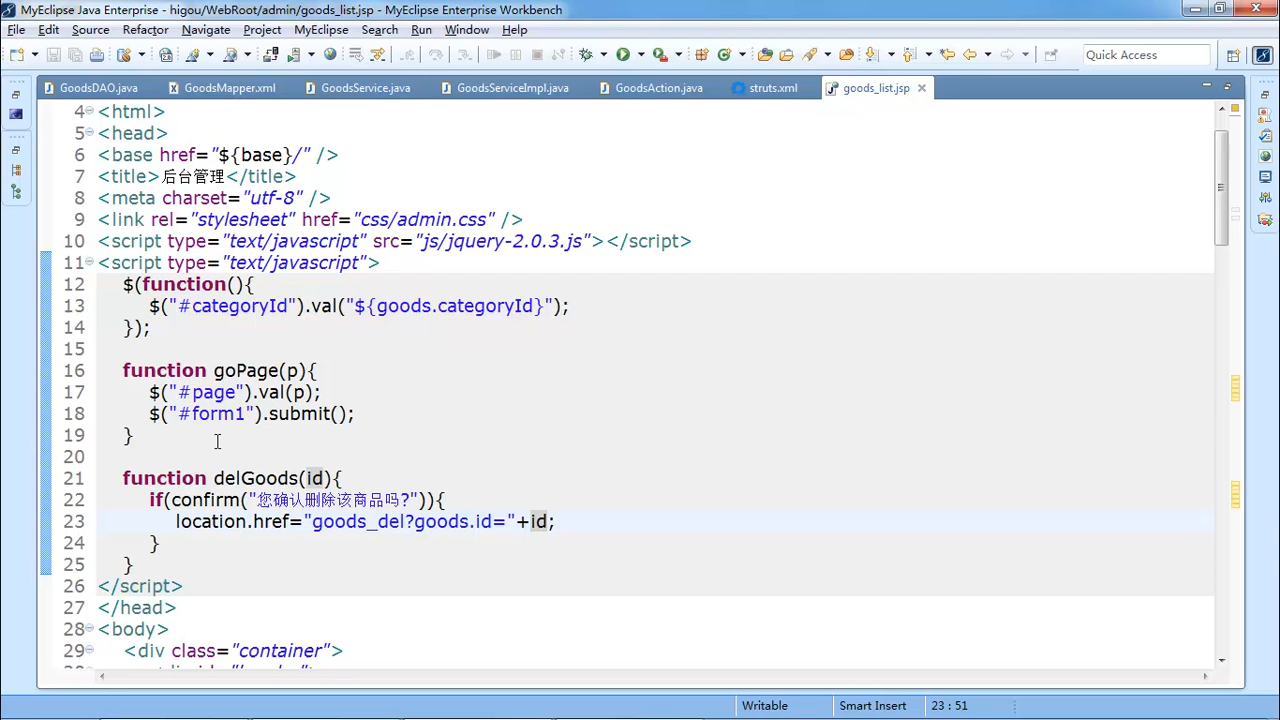 MyEclipse Java Enterprise - higou/WebRoot/admin/goods_list.jsp - MyEclipse Enterprise Workbench
File Edit Source Refactor Navigate Project MyEclipse Search Run Window Help
Quick Access
GoodsDAO.java GoodsMapper.xml GoodsService.java GoodsServiceImpl.java GoodsAction.java struts.xml goods_list.jsp
4 <html>
5 <head>
6 <base href="${base}/" />
7 <title>后台管理</title>
8 <meta charset="utf-8" />
9 <link rel="stylesheet" href="css/admin.css" />
10 <script type="text/javascript" src="js/jquery-2.0.3.js"></script>
11 <script type="text/javascript">
12 $(function(){
13 $("#categoryId").val("${goods.categoryId}");
14 });
15
16 function goPage(p){
17 $("#page").val(p);
18 $("#form1").submit();
19 }
20
21 function delGoods(id){
22 if(confirm("您确认删除该商品吗?")){
23 location.href="goods_del?goods.id="+id;
24 }
25 }
26 </script>
27 </head>
28 <body>
29 <div class="container">
Writable Smart Insert 23 : 51